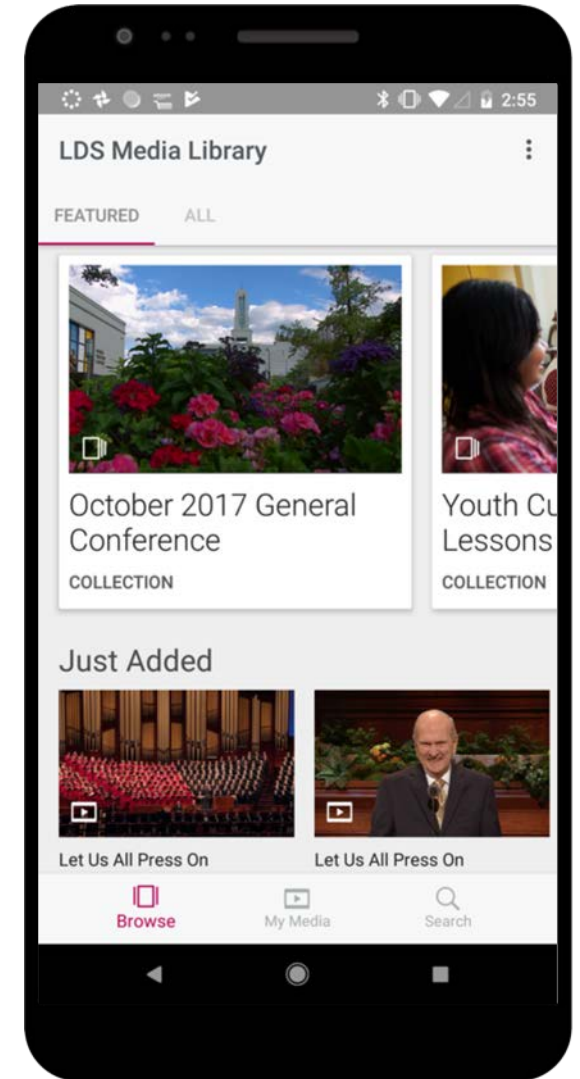 2:55
LDS Media Library
FEATURED ALL
October 2017 General
Conference
COLLECTION
Youth Cu
Lessons
COLLECTION
Just Added
Let Us All Press On
Let Us All Press On
Browse
My Media
Search